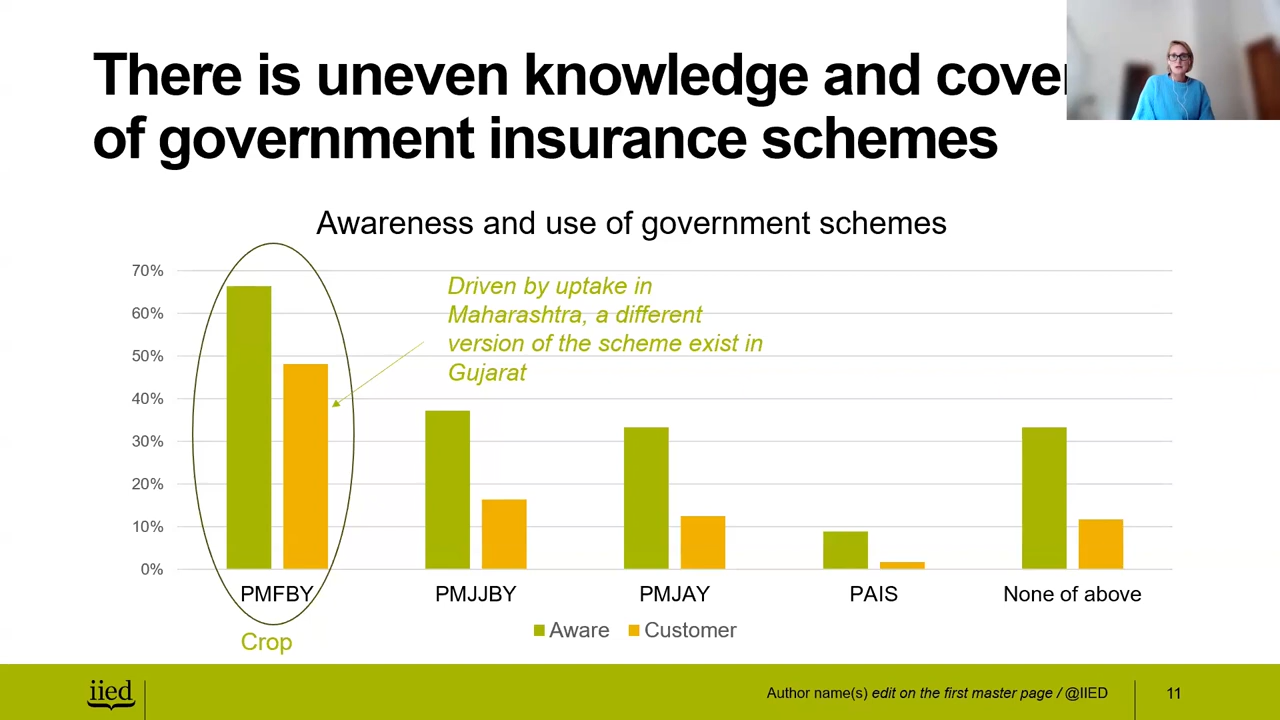 There is uneven knowledge and cover
of government insurance schemes
Awareness and use of government schemes
70%
60%
50%
40%
30%
20%
10%
0%
Driven by uptake in
Maharashtra, a different
version of the scheme exist in
Gujarat
PMFBY
PMJJBY
PMJAY
PAIS
None of above
Crop
Aware
Customer
iied
Author name(s) edit on the first master page / @IIED
11